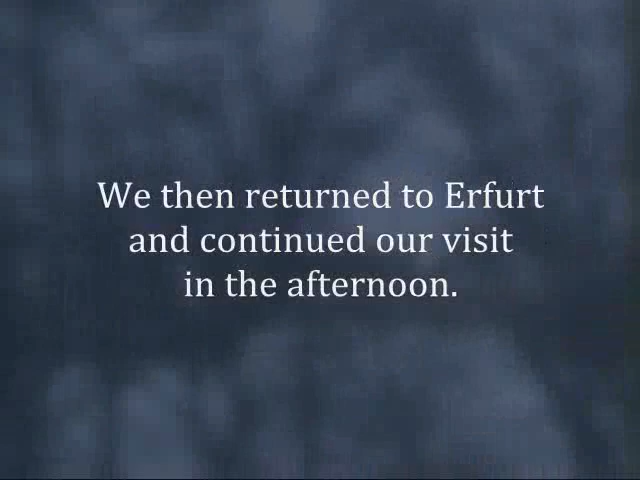 We then returned to Erfurt
and continued our visit
in the afternoon.